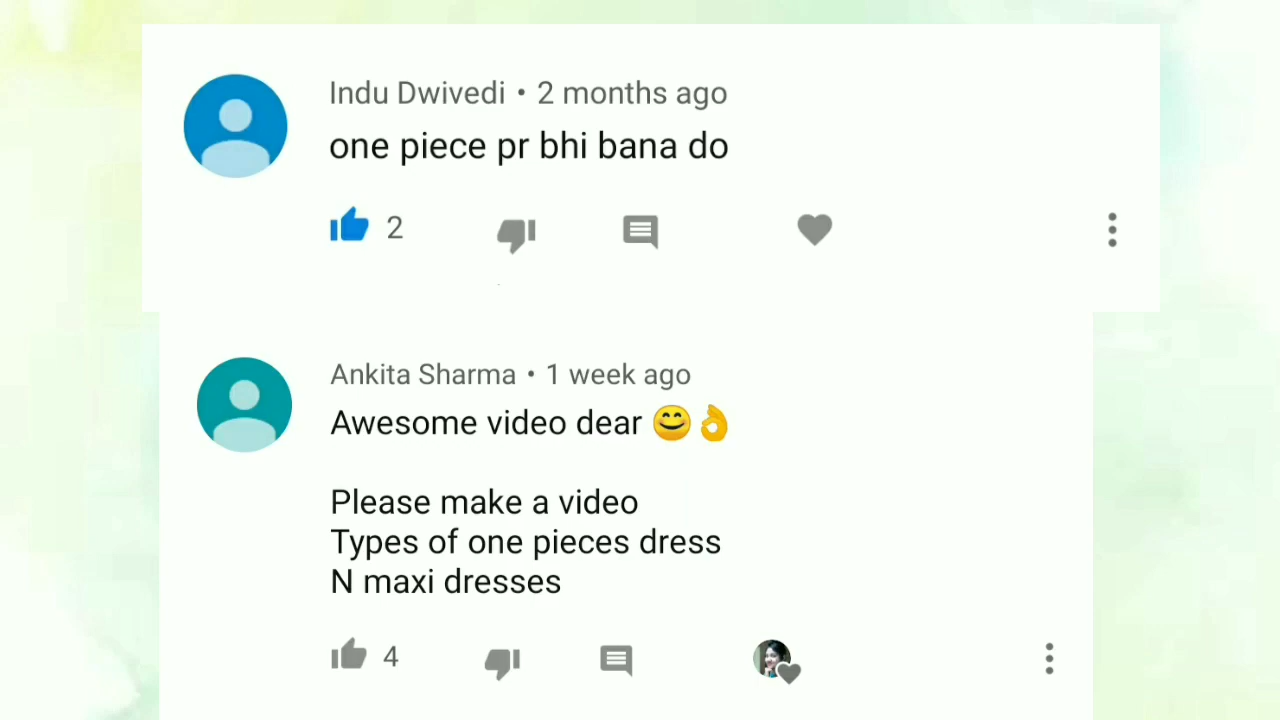 Indu Dwivedi • 2 months ago
one piece pr bhi bana do
2
Ankita Sharma • 1 week ago
Awesome video dear 😊👌
Please make a video
Types of one pieces dress
N maxi dresses
4